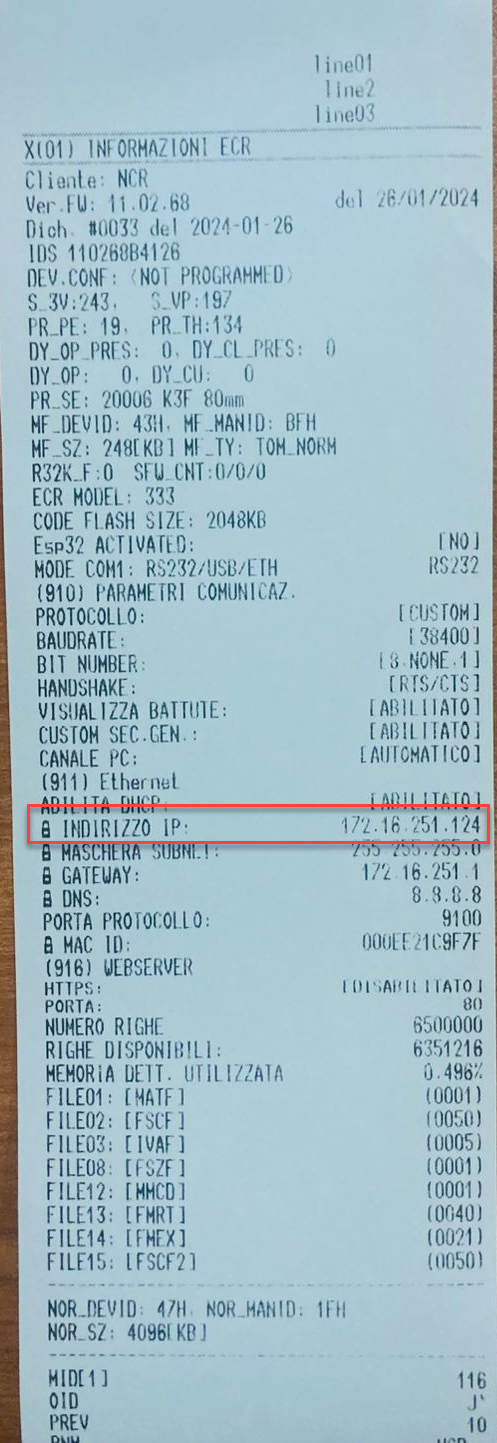 line01
line2
line03
X(01) INFORMAZIONI ECR
Cliente: NCR
Ver.FW: 11.02.68 del 26/01/2024
Dich. #0033 del 2024-01-26
IDS 110268B4126
DEV.CONF: (NOT PROGRAMMED)
S_3V:243, S_VP:197
PR_PE: 19, PR_TH:134
DY_OP_PRES: 0, DY_CL_PRES: 0
DY_OP: 0, DY_CU: 0
PR_SE: 20006 K3F 80mm
MF_DEVID: 43H, MF_MANID: BFH
MF_SZ: 248[KB] MF_TY: TOM_NORM
R32K_F:0 SFW_CNT:0/0/0
ECR MODEL: 333
CODE FLASH SIZE: 2048KB
Esp32 ACTIVATED: [NO]
MODE COM1: RS232/USB/ETH RS232
(910) PARAMETRI COMUNICAZ.
PROTOCOLLO: [CUSTOM]
BAUDRATE: [38400]
BIT NUMBER: [8,NONE,1]
HANDSHAKE: [RTS/CTS]
VISUALIZZA BATTUTE: [ABILITATO]
CUSTOM SEC.GEN.: [ABILITATO]
CANALE PC: [AUTOMATICO]
(911) Ethernet
ABILITA DHCP: [ABILITATO]
INDIRIZZO IP: 172.16.251.124
MASCHERA SUBNET: 255.255.255.0
GATEWAY: 172.16.251.1
DNS: 8.8.8.8
PORTA PROTOCOLLO: 9100
MAC ID: 000EE21C9F7F
(916) WEBSERVER
HTTPS: [DISABILITATO]
PORTA: 80
NUMERO RIGHE 6500000
RIGHE DISPONIBILI: 6351216
MEMORIA DETT. UTILIZZATA 0.496%
FILE01: [MATF] (0001)
FILE02: [FSCF] (0050)
FILE03: [IVAF] (0005)
FILE08: [FSZF] (0001)
FILE12: [MMCD] (0001)
FILE13: [FMRT] (0040)
FILE14: [FMEX] (0021)
FILE15: [FSCF2] (0050)
NOR_DEVID: 47H, NOR_MANID: 1FH
NOR_SZ: 4096[KB]
MID[1] 116
OID J`
PREV 10